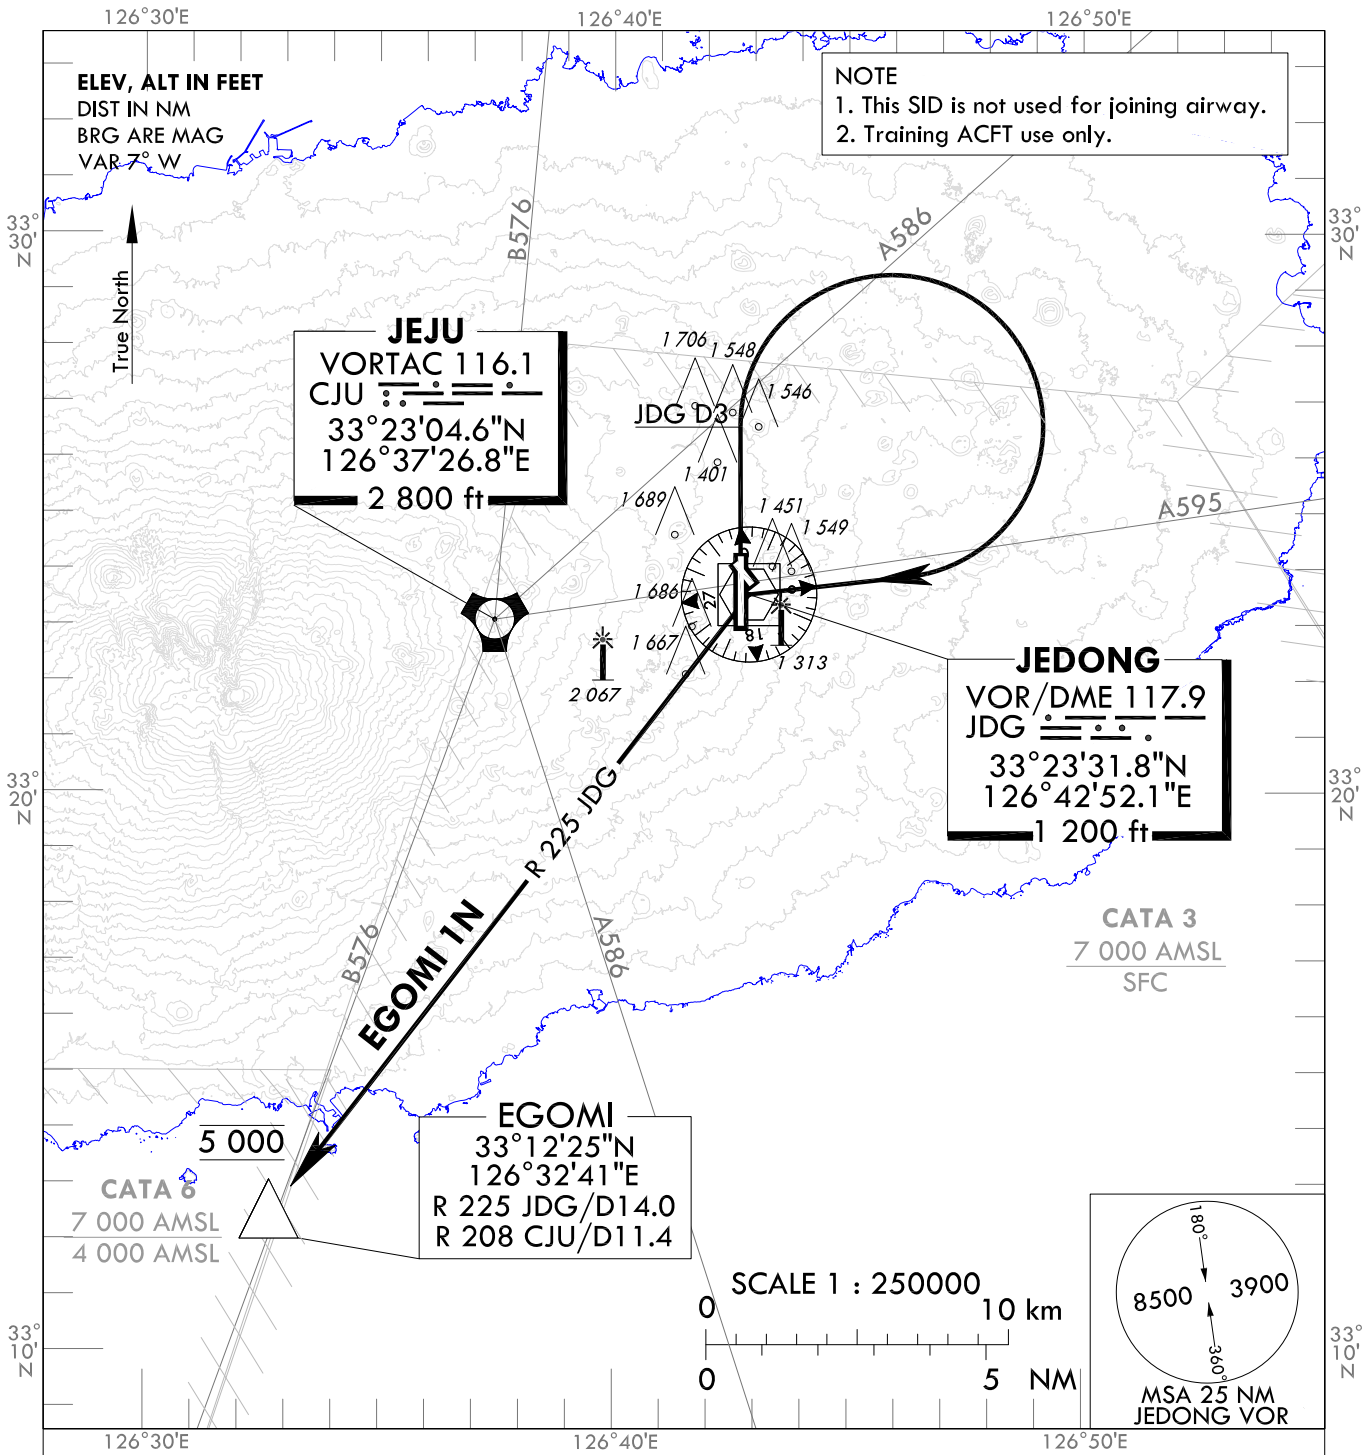 126°30'E
126°40'E
126°50'E
ELEV, ALT IN FEET
DIST IN NM
BRG ARE MAG
VAR 7° W
NOTE
1. This SID is not used for joining airway.
2. Training ACFT use only.
33°
30'
N
33°
30'
N
True North
B576
A586
JEJU
VORTAC 116.1
CJU
33°23'04.6"N
126°37'26.8"E
2 800 ft
1 706
1 548
1 546
JDG D3
1 401
1 689
1 451
1 549
A595
1 686
27
18
1 667
1 313
2 067
JEDONG
VOR/DME 117.9
JDG
33°23'31.8"N
126°42'52.1"E
1 200 ft
33°
20'
N
33°
20'
N
R 225 JDG
EGOMI 1N
B576
A586
CATA 3
7 000 AMSL
SFC
5 000
EGOMI
33°12'25"N
126°32'41"E
R 225 JDG/D14.0
R 208 CJU/D11.4
CATA 6
7 000 AMSL
4 000 AMSL
SCALE 1 : 250000
0
10 km
0
5
NM
180°
8500
3900
360°
MSA 25 NM
JEDONG VOR
33°
10'
N
33°
10'
N
126°30'E
126°40'E
126°50'E